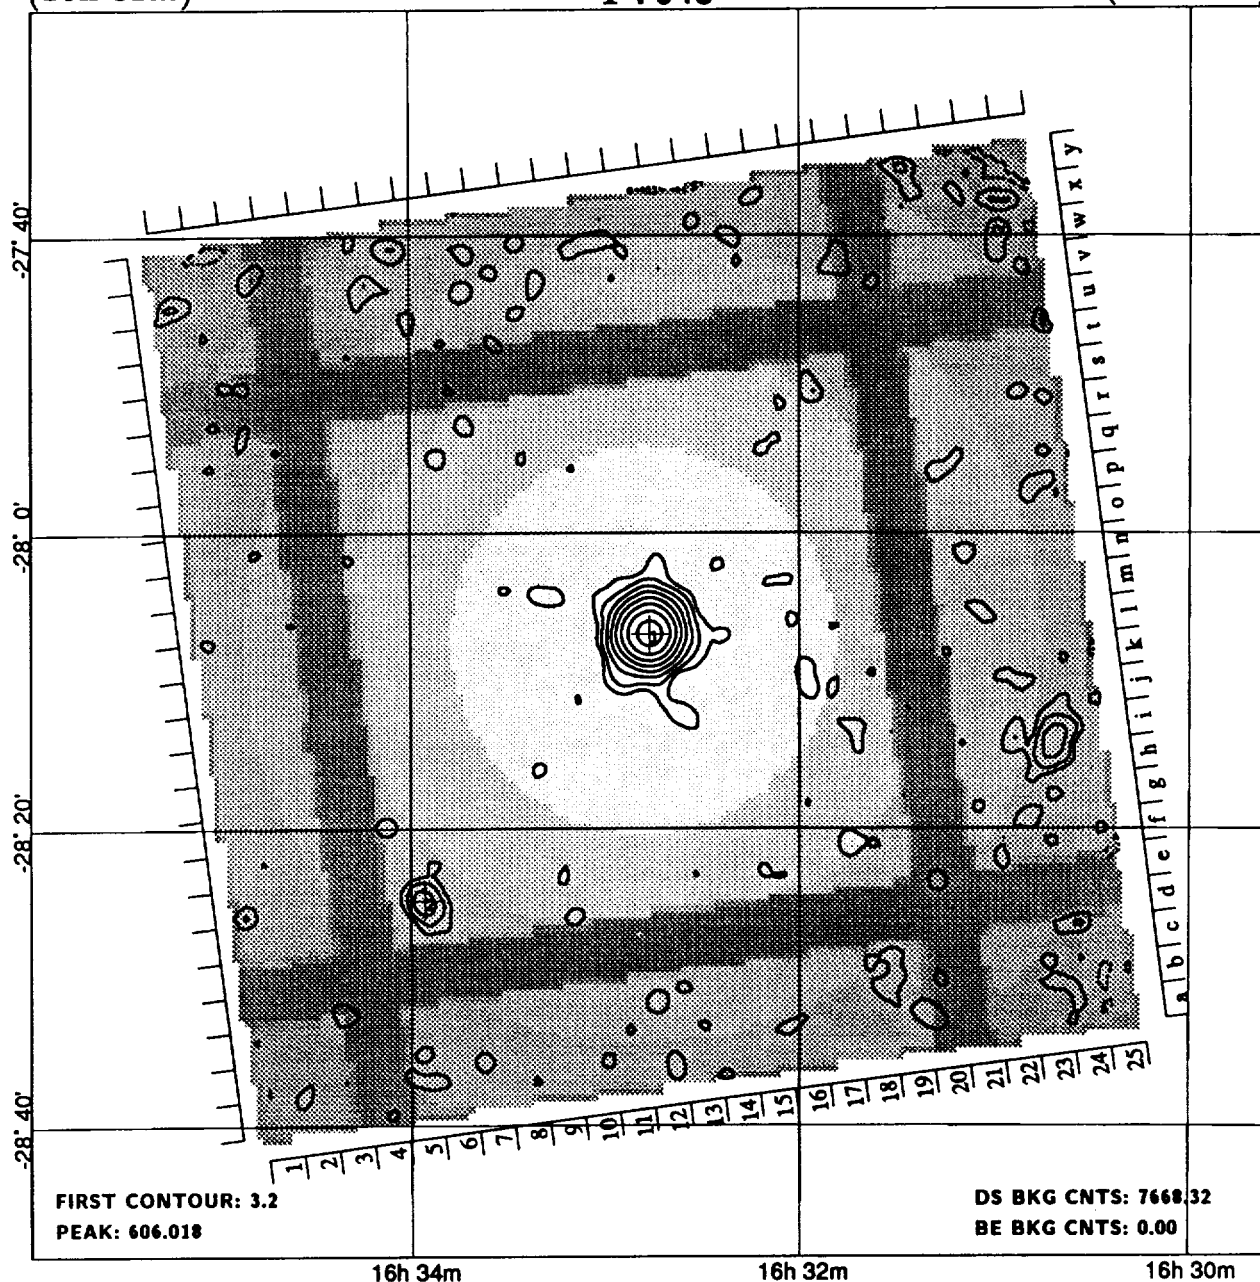 -27° 40'
y
x
w
v
u
t
s
r
q
p
o
n
m
l
k
j
i
h
g
f
e
d
c
b
a
-28° 0'
-28° 20'
-28° 40'
1 2 3 4 5 6 7 8 9 10 11 12 13 14 15 16 17 18 19 20 21 22 23 24 25
FIRST CONTOUR: 3.2
PEAK: 606.018
DS BKG CNTS: 7668.32
BE BKG CNTS: 0.00
16h 34m
16h 32m
16h 30m